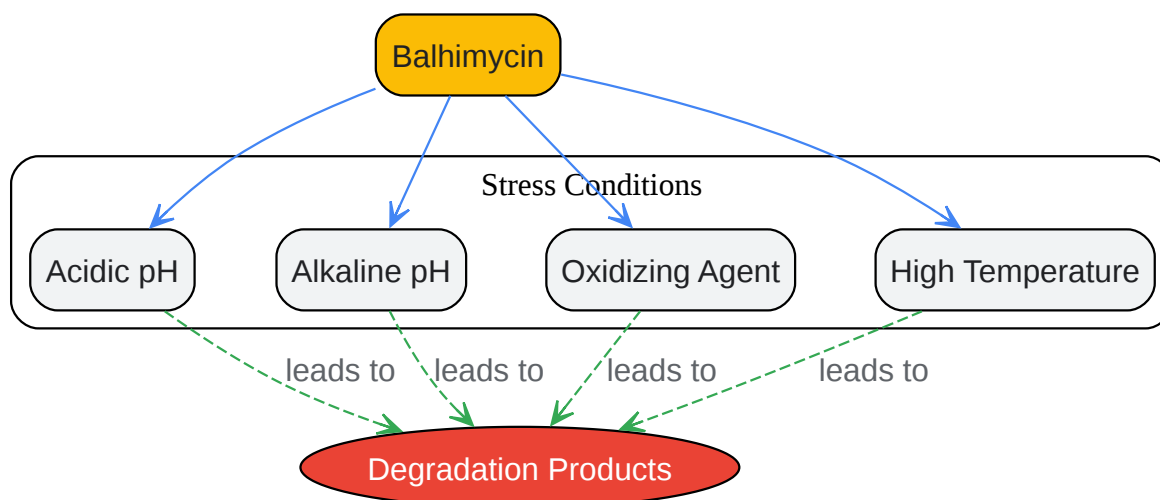 Balhimycin
Stress Conditions
Acidic pH
Alkaline pH
Oxidizing Agent
High Temperature
leads to
leads to
leads to
leads to
Degradation Products